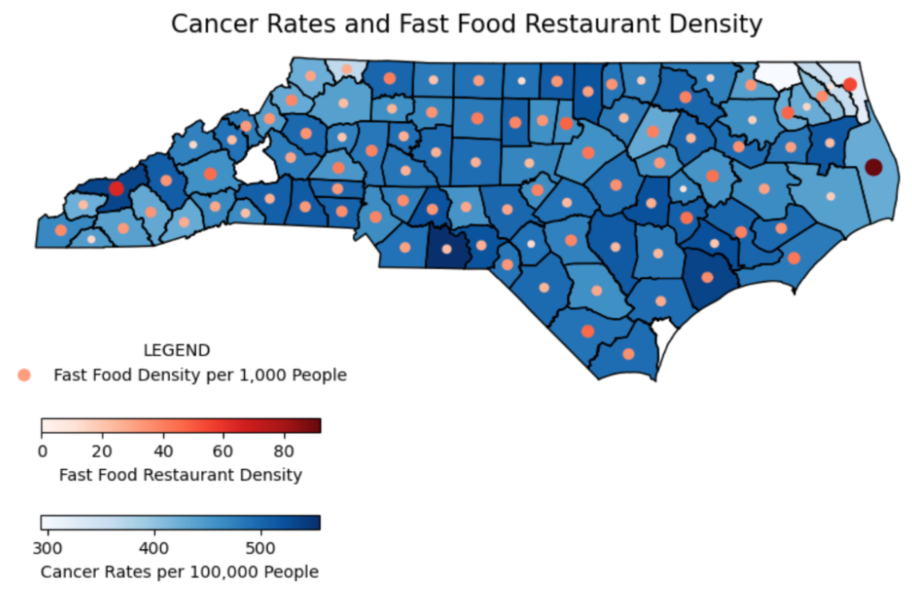 Cancer Rates and Fast Food Restaurant Density
LEGEND
Fast Food Density per 1,000 People
0 20 40 60 80
Fast Food Restaurant Density
300 400 500
Cancer Rates per 100,000 People